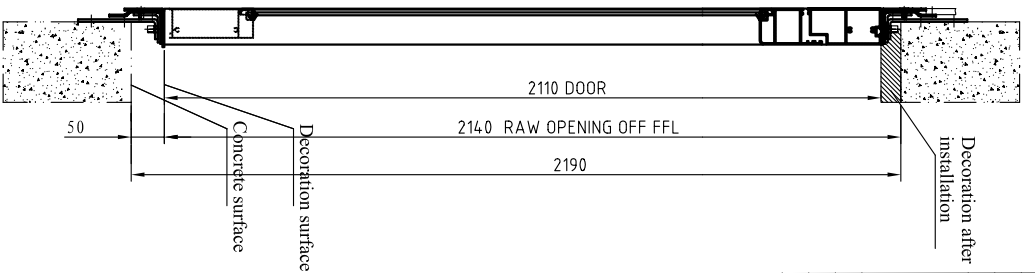 2110 DOOR
50
2140 RAW OPENING OFF FFL
2190
Concrete surface
Decoration surface
Decoration after
installation